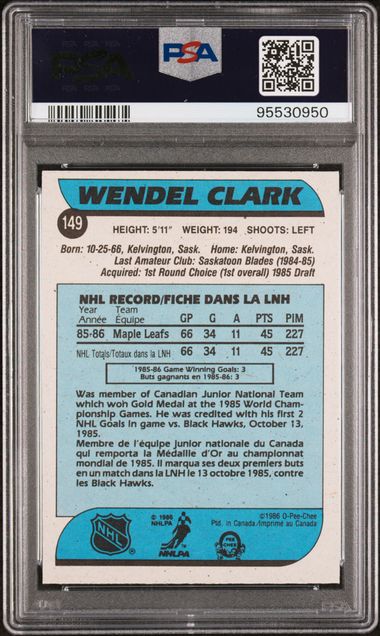 PSA
95530950
WENDEL CLARK
149
HEIGHT: 5'11" WEIGHT: 194 SHOOTS: LEFT
Born: 10-25-66, Kelvington, Sask. Home: Kelvington, Sask.
Last Amateur Club: Saskatoon Blades (1984-85)
Acquired: 1st Round Choice (1st overall) 1985 Draft
NHL RECORD/FICHE DANS LA LNH
Year Team
Année Équipe GP G A PTS PIM
85-86 Maple Leafs 66 34 11 45 227
NHL Totals/Totaux dans la LNH 66 34 11 45 227
1985-86 Game Winning Goals: 3
Buts gagnants en 1985-86: 3
Was member of Canadian Junior National Team
which woh Gold Medal at the 1985 World Cham-
pionship Games. He was credited with his first 2
NHL Goals in game vs. Black Hawks, October 13,
1985.
Membre de l'équipe junior nationale du Canada
qui remporta la Médaille d'Or au championnat
mondial de 1985. Il marqua ses deux premiers buts
en un match dans la LNH le 13 octobre 1985, contre
les Black Hawks.
NHL
© 1986
NHLPA
NHLPA
O-PEE-CHEE
©1986 O-Pee-Chee
Ptd. in Canada/Imprimé au Canada